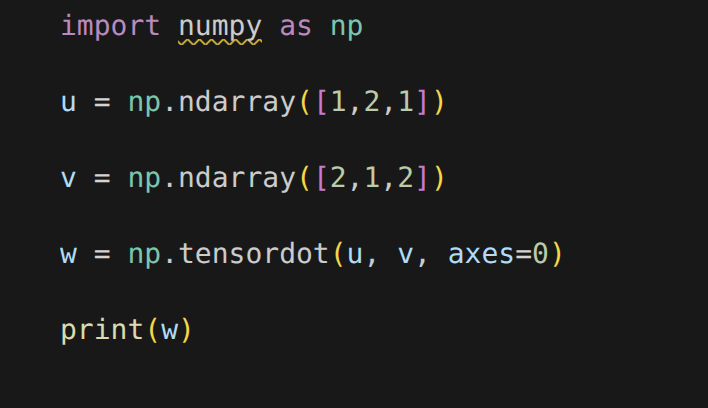 import numpy as np
u = np.ndarray([1,2,1])
v = np.ndarray([2,1,2])
w = np.tensordot(u, v, axes=0)
print(w)